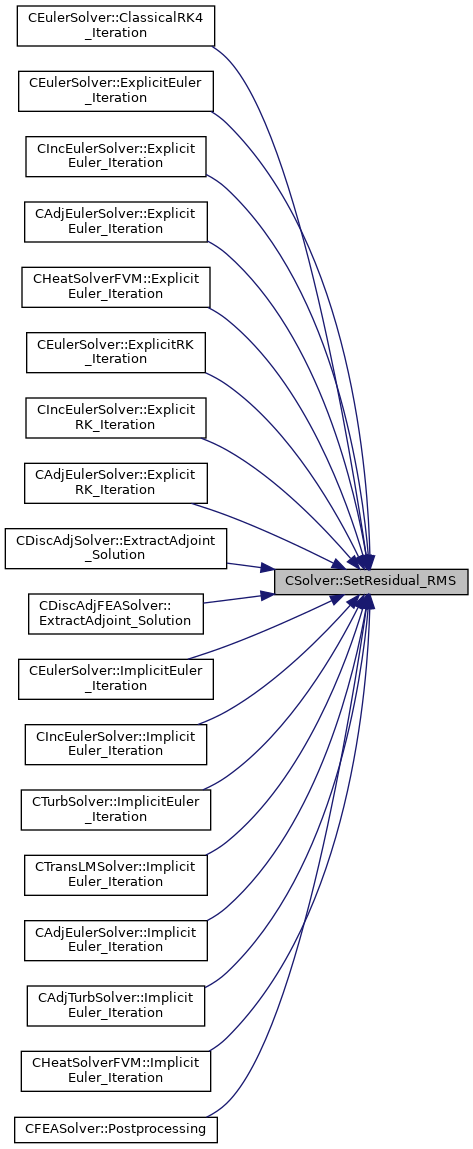 CEulerSolver::ClassicalRK4
_Iteration
CEulerSolver::ExplicitEuler
_Iteration
CIncEulerSolver::Explicit
Euler_Iteration
CAdjEulerSolver::Explicit
Euler_Iteration
CHeatSolverFVM::Explicit
Euler_Iteration
CEulerSolver::ExplicitRK
_Iteration
CIncEulerSolver::Explicit
RK_Iteration
CAdjEulerSolver::Explicit
RK_Iteration
CDiscAdjSolver::ExtractAdjoint
_Solution
CSolver::SetResidual_RMS
CDiscAdjFEASolver::
ExtractAdjoint_Solution
CEulerSolver::ImplicitEuler
_Iteration
CIncEulerSolver::Implicit
Euler_Iteration
CTurbSolver::ImplicitEuler
_Iteration
CTransLMSolver::Implicit
Euler_Iteration
CAdjEulerSolver::Implicit
Euler_Iteration
CAdjTurbSolver::Implicit
Euler_Iteration
CHeatSolverFVM::Implicit
Euler_Iteration
CFEASolver::Postprocessing